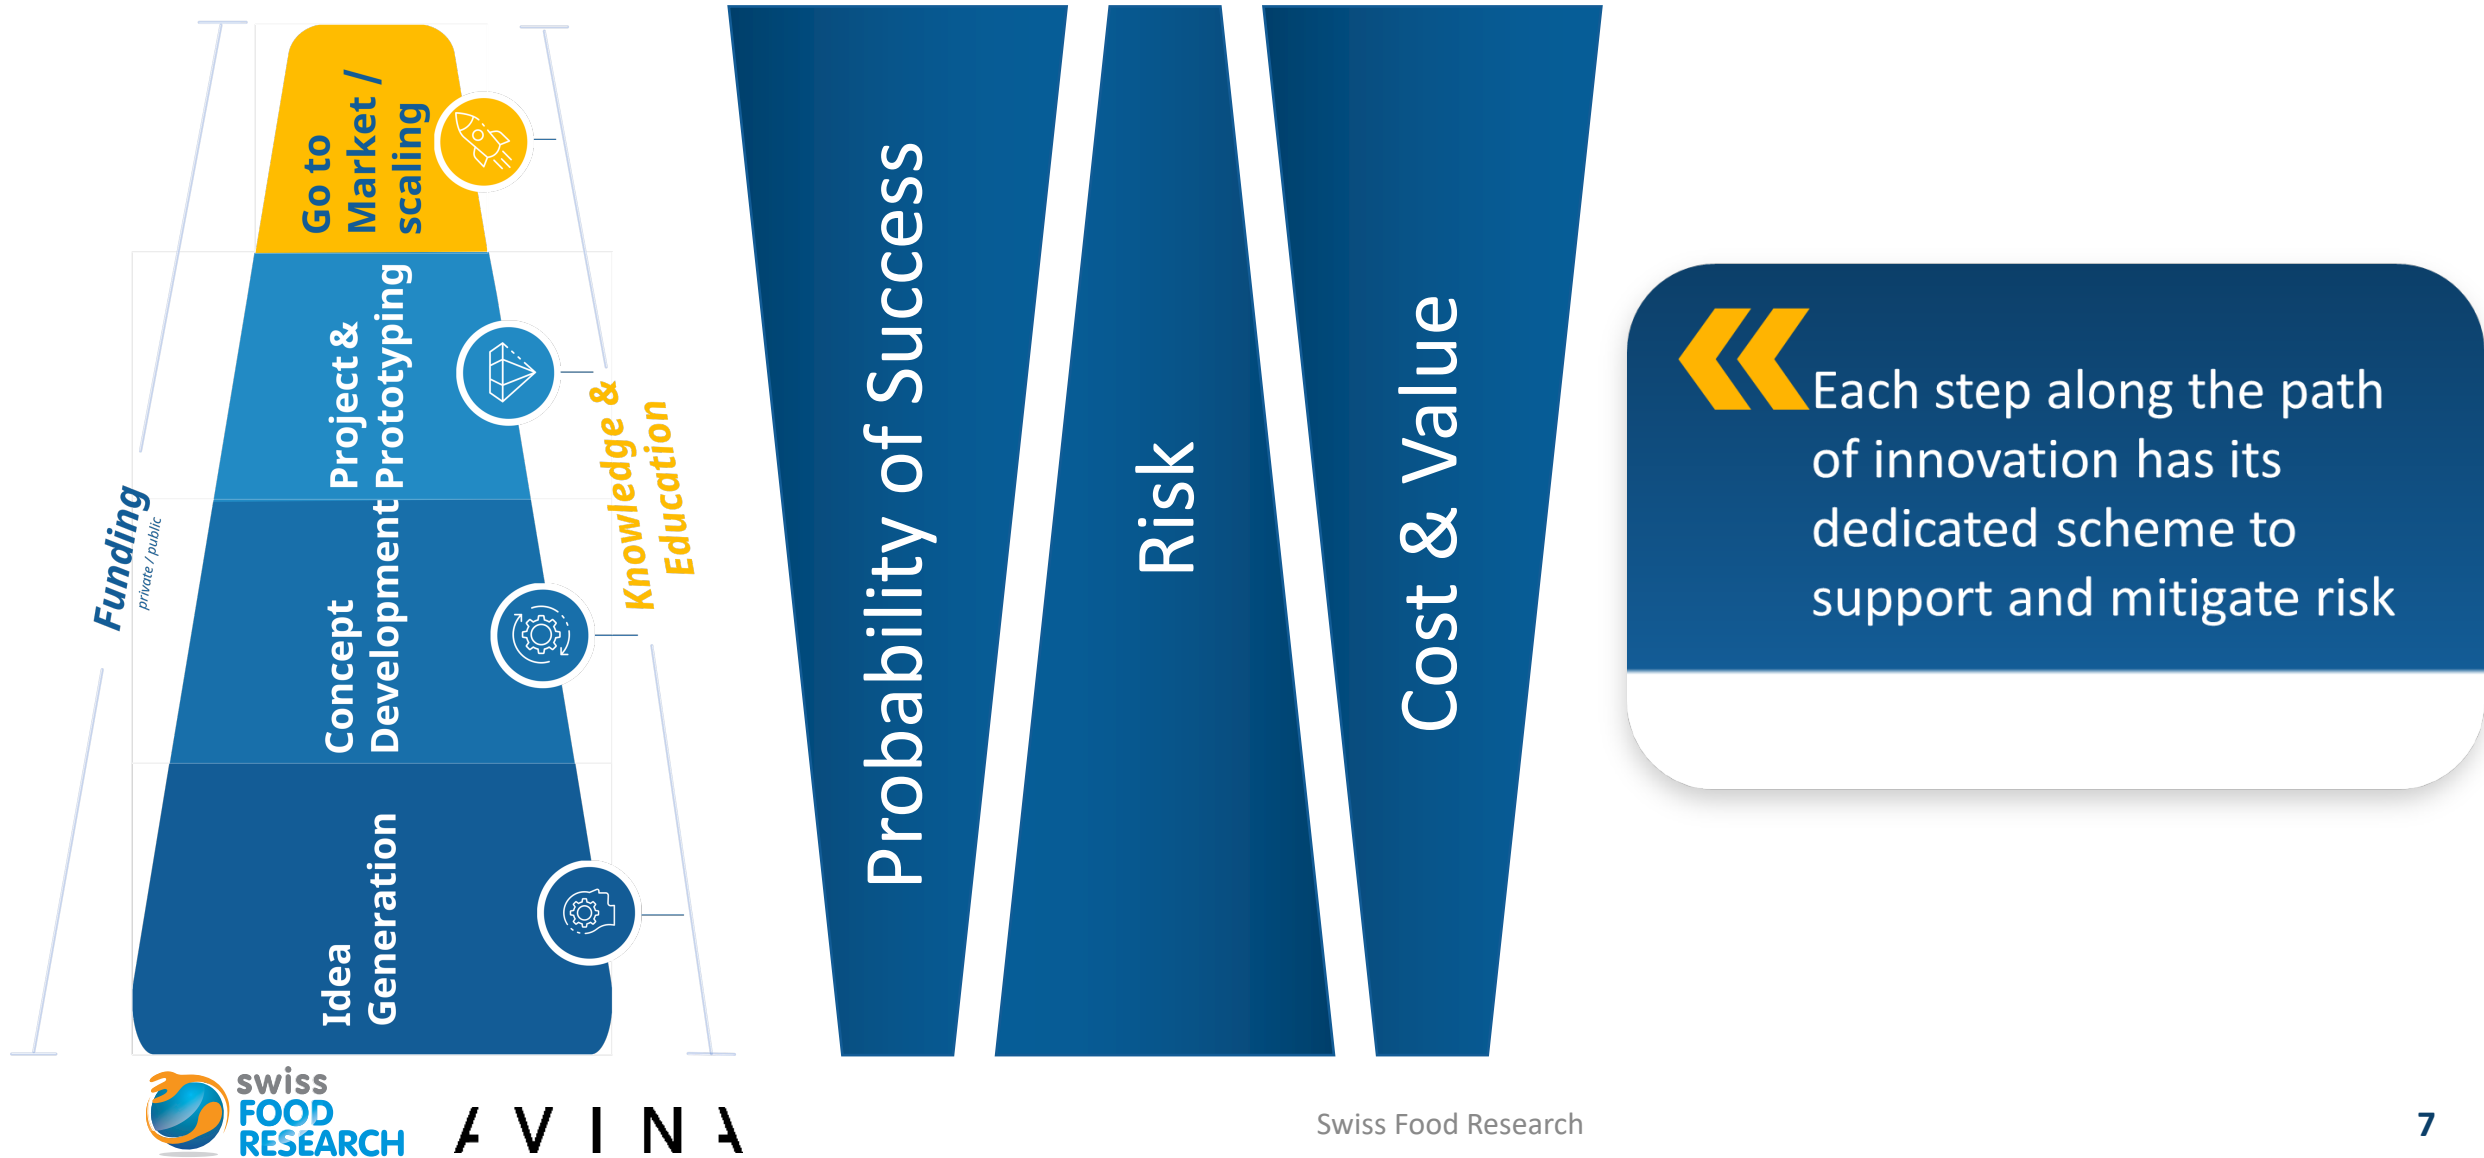 Go to
Market /
scaling
Project &
Prototyping
Concept
Development
Idea
Generation
Funding
private / public
Knowledge &
Education
Probability of Success
Risk
Cost & Value
Each step along the path
of innovation has its
dedicated scheme to
support and mitigate risk
swiss
FOOD
RESEARCH
AVINA
Swiss Food Research
7